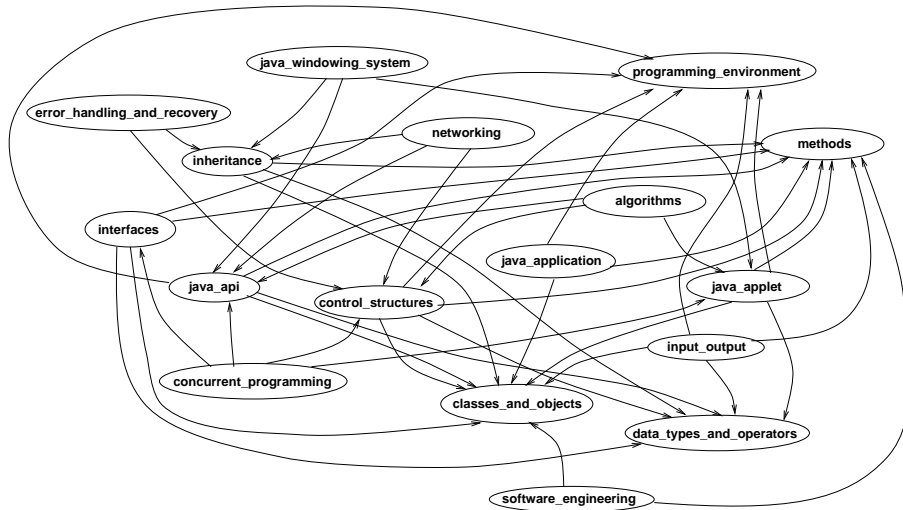 java_windowing_system
programming_environment
error_handling_and_recovery
networking
methods
inheritance
algorithms
interfaces
java_application
java_api
java_applet
control_structures
input_output
concurrent_programming
classes_and_objects
data_types_and_operators
software_engineering